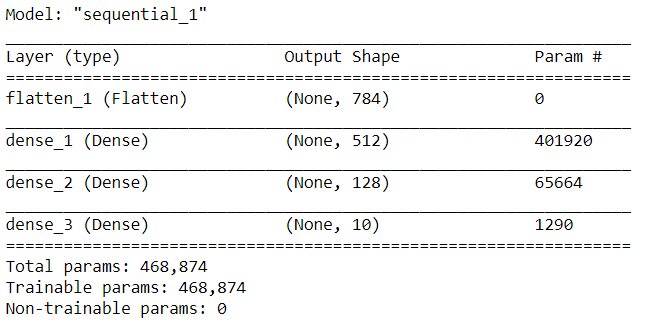 Model: "sequential_1"
Layer (type) Output Shape Param #
flatten_1 (Flatten) (None, 784) 0
dense_1 (Dense) (None, 512) 401920
dense_2 (Dense) (None, 128) 65664
dense_3 (Dense) (None, 10) 1290
Total params: 468,874
Trainable params: 468,874
Non-trainable params: 0